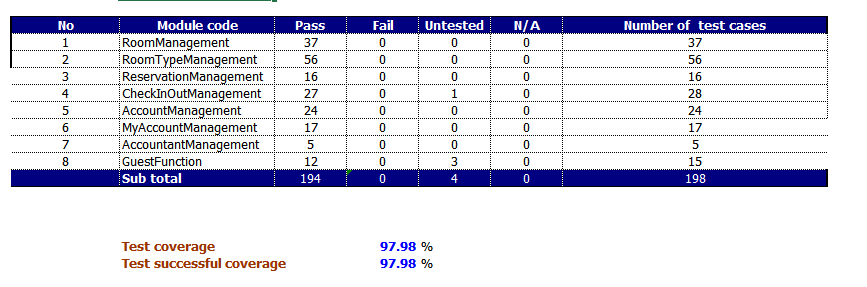 No Module code Pass Fail Untested N/A Number of  test cases
1 RoomManagement 37 0 0 0 37
2 RoomTypeManagement 56 0 0 0 56
3 ReservationManagement 16 0 0 0 16
4 CheckInOutManagement 27 0 1 0 28
5 AccountManagement 24 0 0 0 24
6 MyAccountManagement 17 0 0 0 17
7 AccountantManagement 5 0 0 0 5
8 GuestFunction 12 0 3 0 15
Sub total 194 0 4 0 198
Test coverage 97.98 %
Test successful coverage 97.98 %